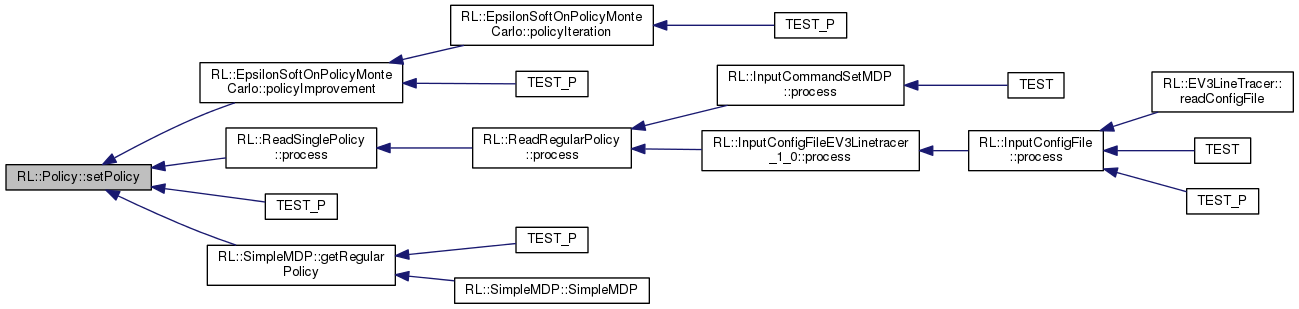 RL::EpsilonSoftOnPolicyMonte
Carlo::policyIteration
TEST_P
RL::EpsilonSoftOnPolicyMonte
Carlo::policyImprovement
TEST_P
RL::InputCommandSetMDP
::process
TEST
RL::EV3LineTracer::
readConfigFile
RL::ReadSinglePolicy
::process
RL::ReadRegularPolicy
::process
RL::InputConfigFileEV3Linetracer
_1_0::process
RL::InputConfigFile
::process
TEST
RL::Policy::setPolicy
TEST_P
TEST_P
RL::SimpleMDP::getRegular
Policy
TEST_P
RL::SimpleMDP::SimpleMDP